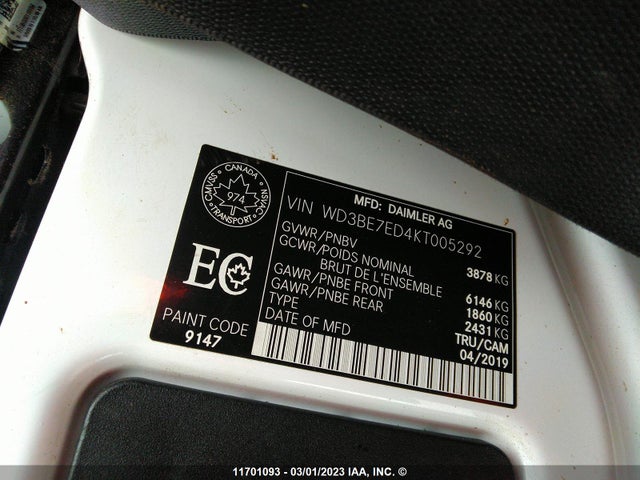 MFD: DAIMLER AG
VIN WD3BE7ED4KT005292
GVWR/PNBV 3878 KG
GCWR/POIDS NOMINAL
BRUT DE L'ENSEMBLE 6146 KG
GAWR/PNBE FRONT 1860 KG
GAWR/PNBE REAR 2431 KG
TYPE TRU/CAM
DATE OF MFD 04/2019
CANADA
CMVSS
NSVAC
974
EC
PAINT CODE
9147
11701093 - 03/01/2023 IAA, INC. ©